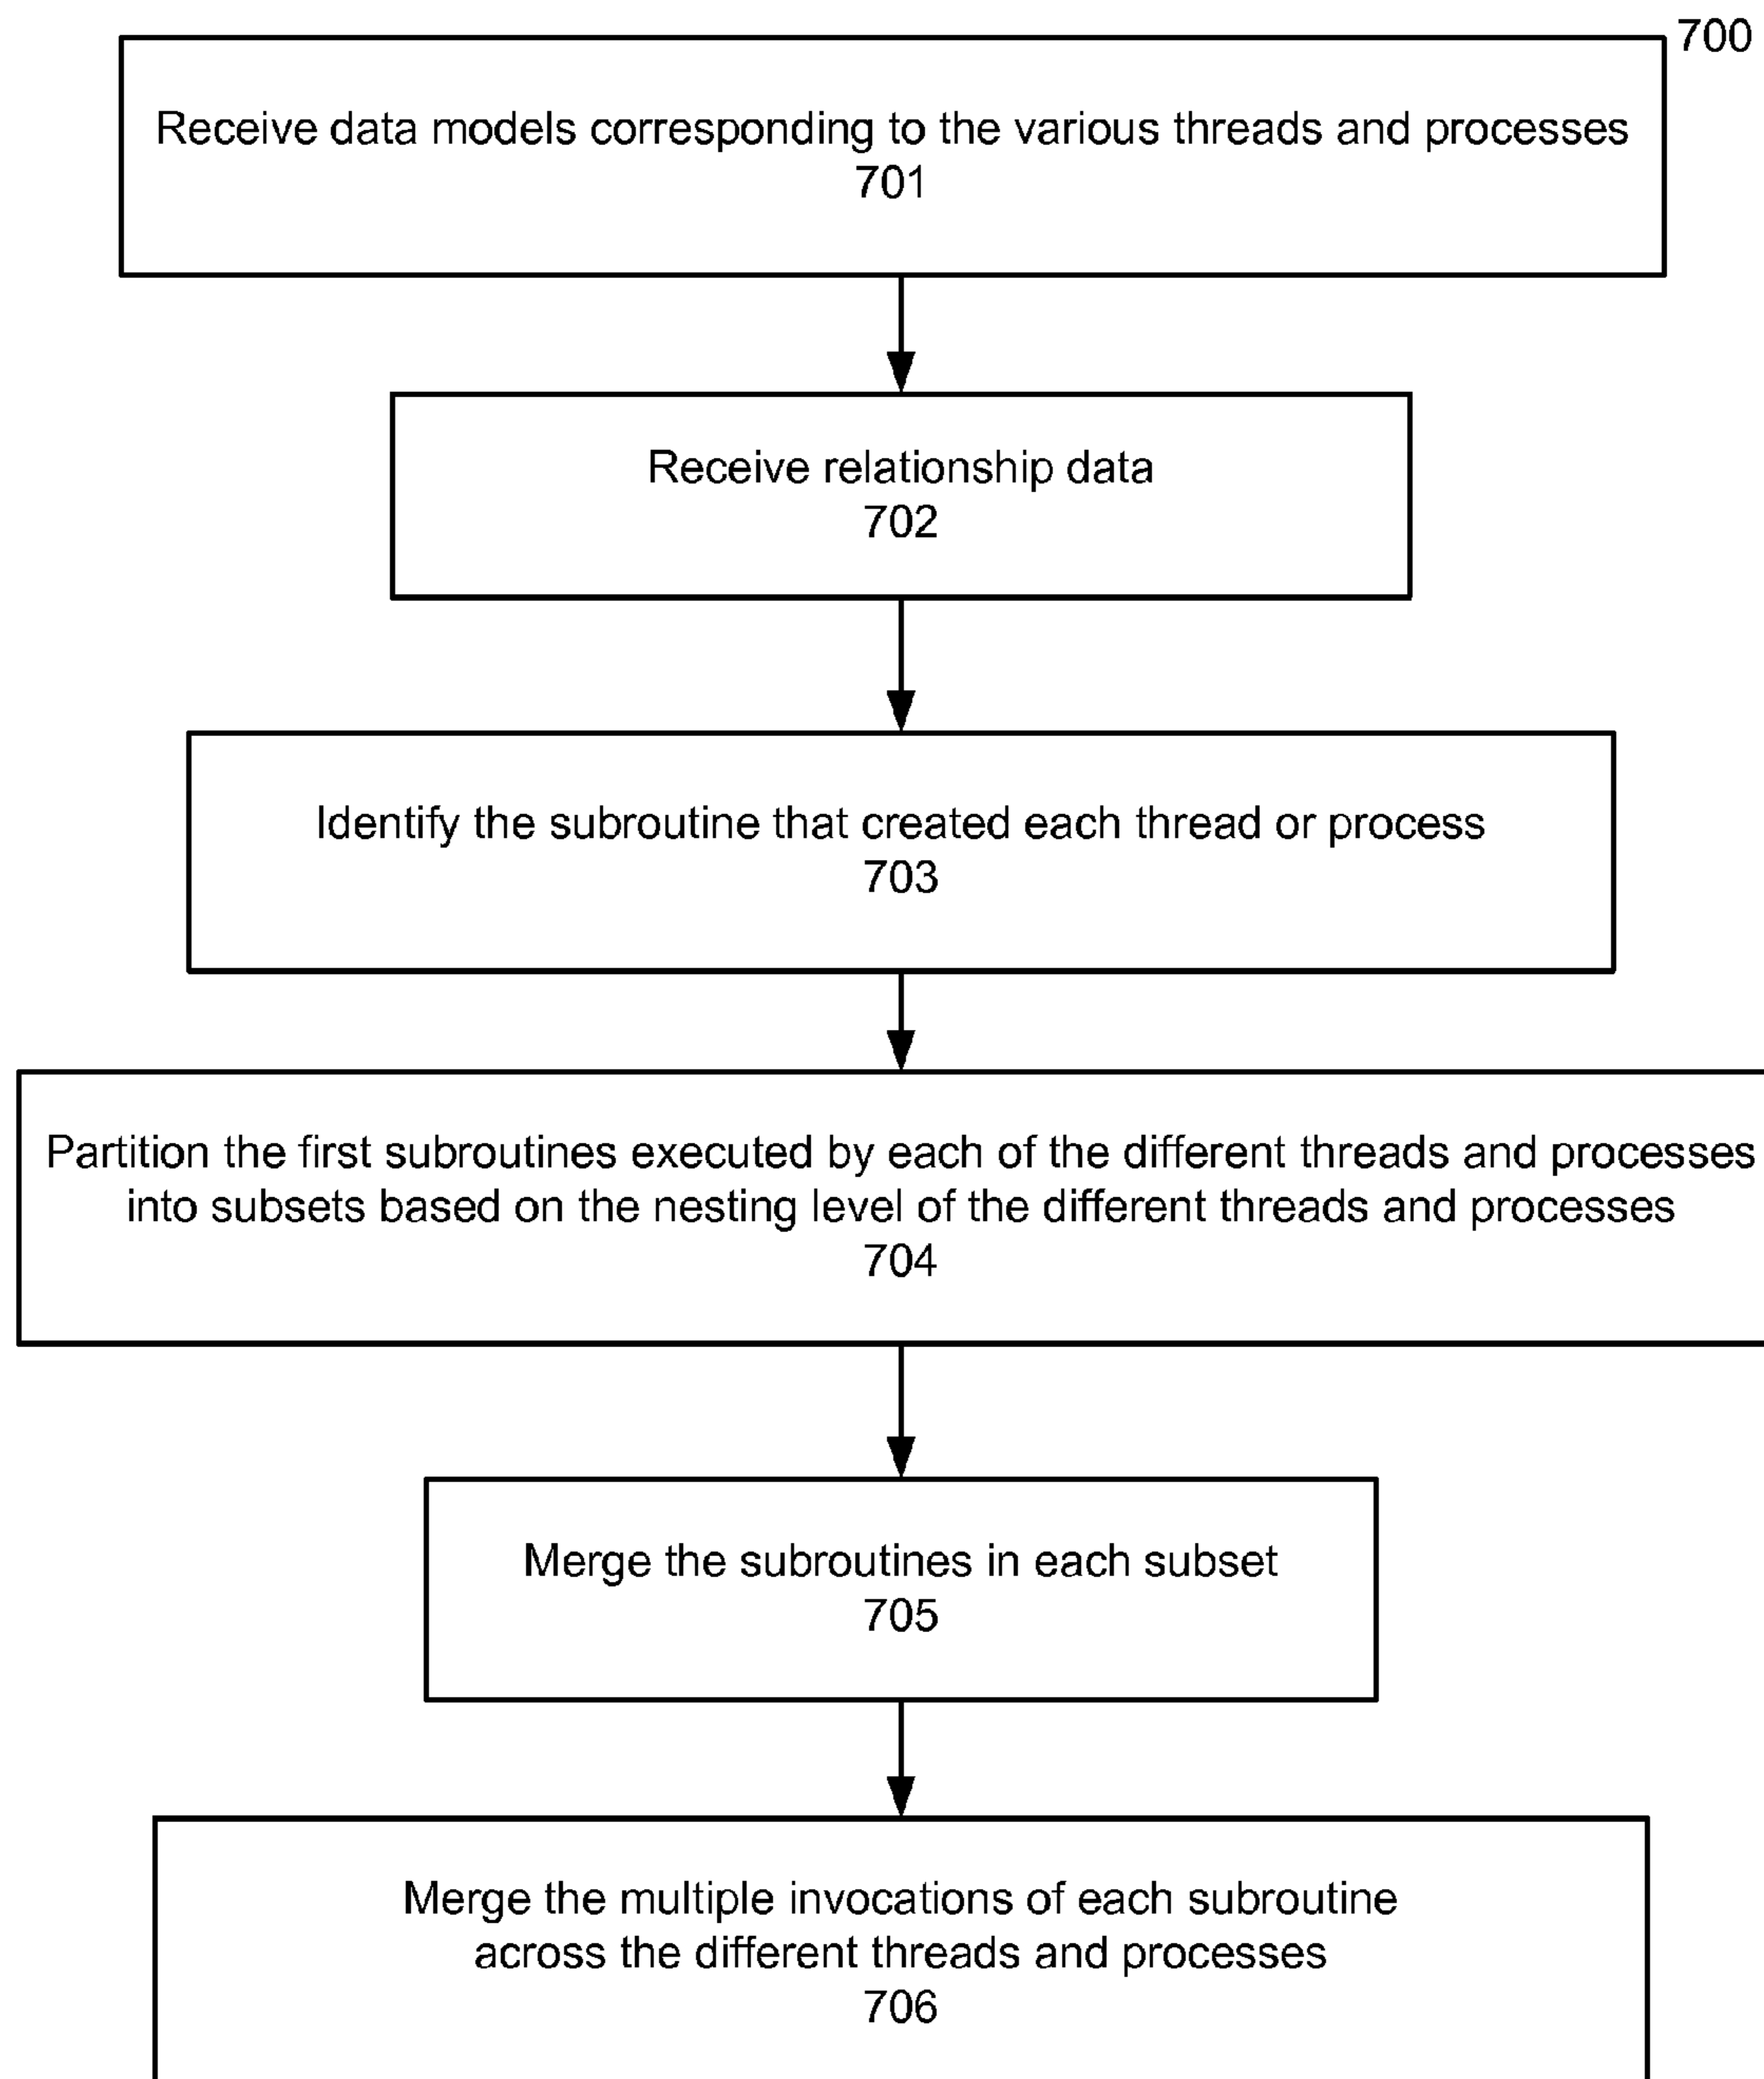 700
Receive data models corresponding to the various threads and processes
701
Receive relationship data
702
Identify the subroutine that created each thread or process
703
Partition the first subroutines executed by each of the different threads and processes
into subsets based on the nesting level of the different threads and processes
704
Merge the subroutines in each subset
705
Merge the multiple invocations of each subroutine
across the different threads and processes
706